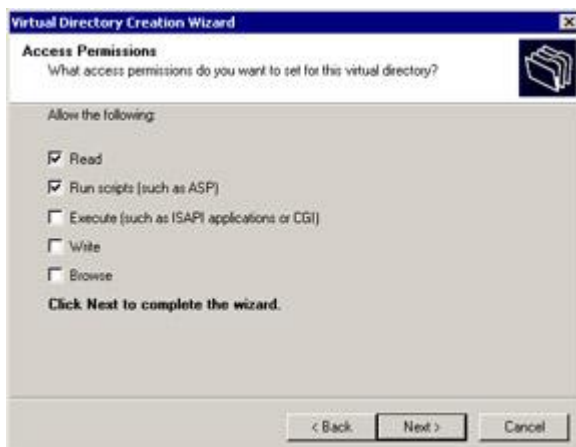 Virtual Directory Creation Wizard
Access Permissions
What access permissions do you want to set for this virtual directory?
Allow the following:
Read
Run scripts (such as ASP)
Execute (such as ISAPI applications or CGI)
Write
Browse
Click Next to complete the wizard.
< Back
Next >
Cancel